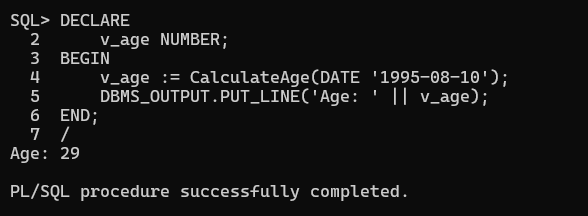 SQL> DECLARE
  2      v_age NUMBER;
  3  BEGIN
  4      v_age := CalculateAge(DATE '1995-08-10');
  5      DBMS_OUTPUT.PUT_LINE('Age: ' || v_age);
  6  END;
  7  /
Age: 29

PL/SQL procedure successfully completed.